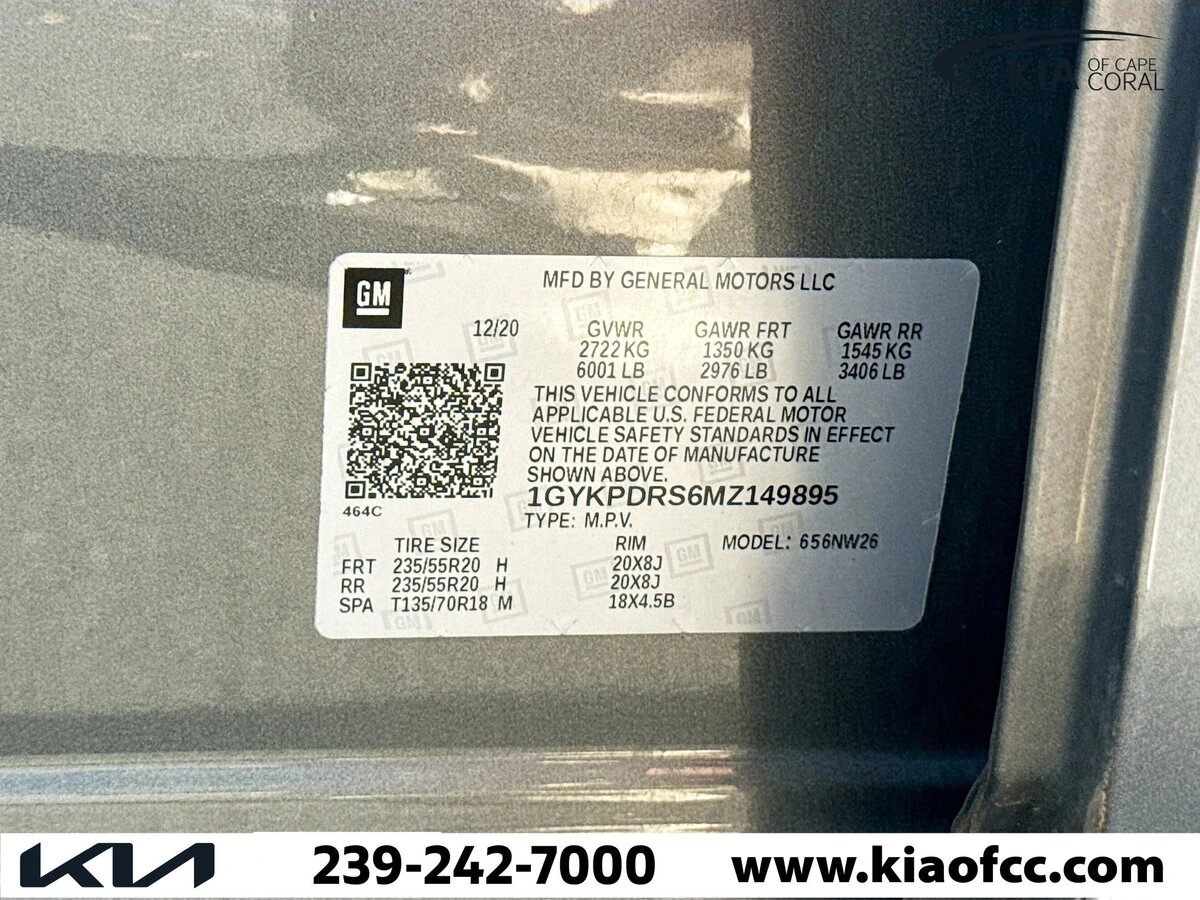 KIA OF CAPE CORAL
GM
MFD BY GENERAL MOTORS LLC
12/20 GVWR GAWR FRT GAWR RR
2722 KG 1350 KG 1545 KG
6001 LB 2976 LB 3406 LB
THIS VEHICLE CONFORMS TO ALL
APPLICABLE U.S. FEDERAL MOTOR
VEHICLE SAFETY STANDARDS IN EFFECT
ON THE DATE OF MANUFACTURE
SHOWN ABOVE.
1GYKPDRS6MZ149895
464C
TYPE: M.P.V.
TIRE SIZE RIM MODEL: 656NW26
FRT 235/55R20 H 20X8J
RR 235/55R20 H 20X8J
SPA T135/70R18 M 18X4.5B
KIA 239-242-7000 www.kiaofcc.com